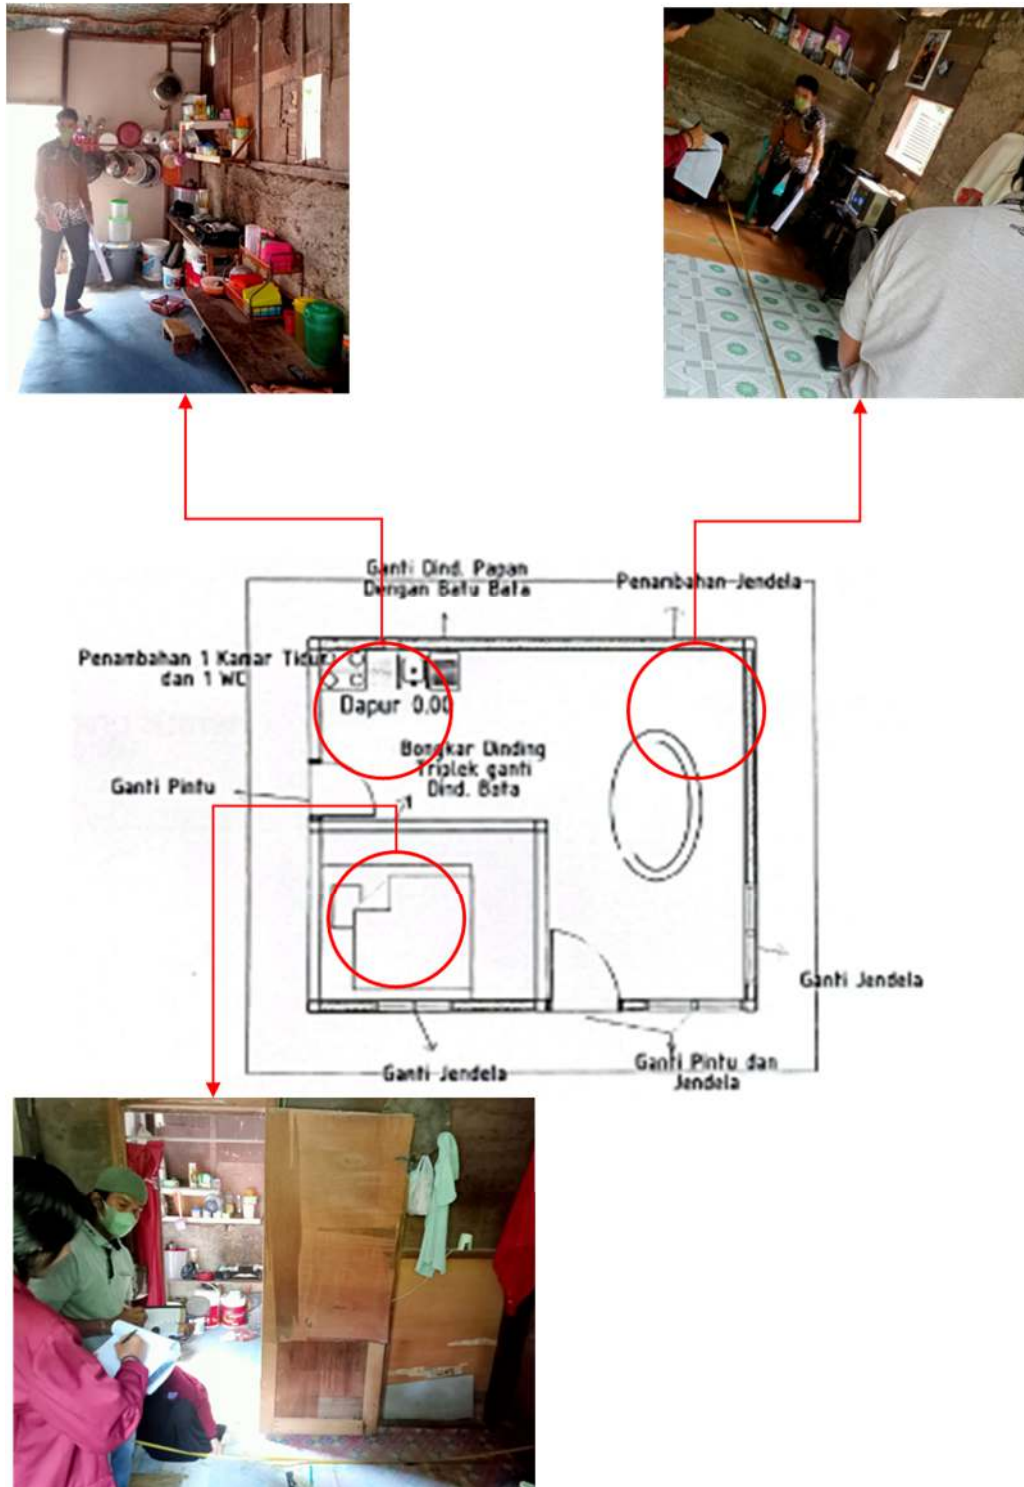 Ganti Dind. Papan
Dengan Batu Bata
Penambahan Jendela
Penambahan 1 Kamar Tidur
dan 1 WC
Dapur 0.00
Bongkar Dinding
Triplek ganti
Dind. Bata
Ganti Pintu
Ganti Jendela
Ganti Jendela
Ganti Pintu dan
Jendela